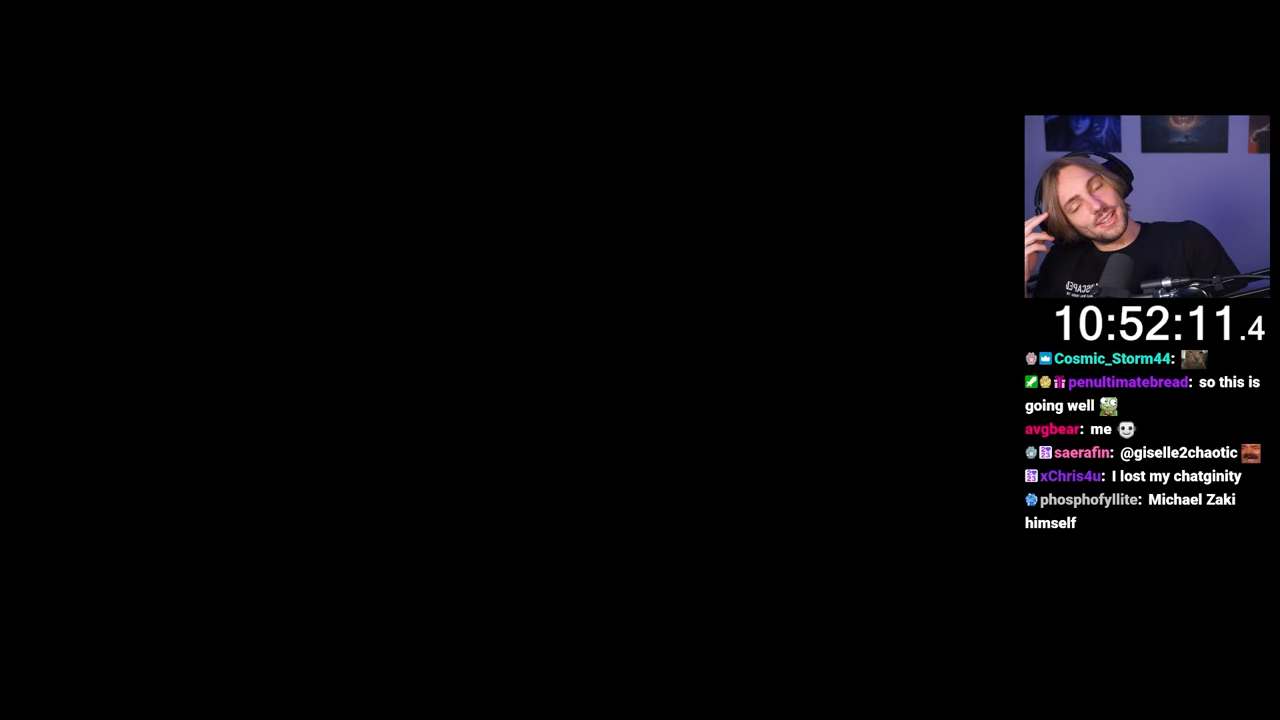 10:52:11.4
Cosmic_Storm44:
penultimatebread: so this is
going well
avgbear: me
saerafin: @giselle2chaotic
xChris4u: I lost my chatginity
phosphofyllite: Michael Zaki
himself